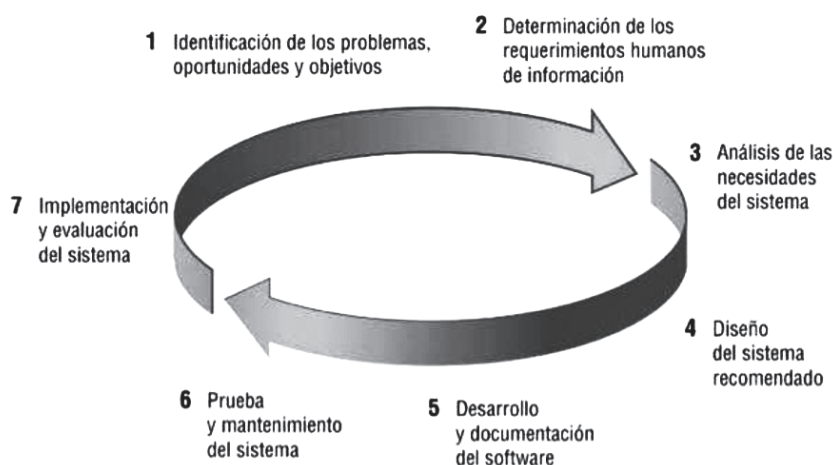 1 Identificación de los problemas,
oportunidades y objetivos
2 Determinación de los
requerimientos humanos
de información
3 Análisis de las
necesidades
del sistema
4 Diseño
del sistema
recomendado
5 Desarrollo
y documentación
del software
6 Prueba
y mantenimiento
del sistema
7 Implementación
y evaluación
del sistema